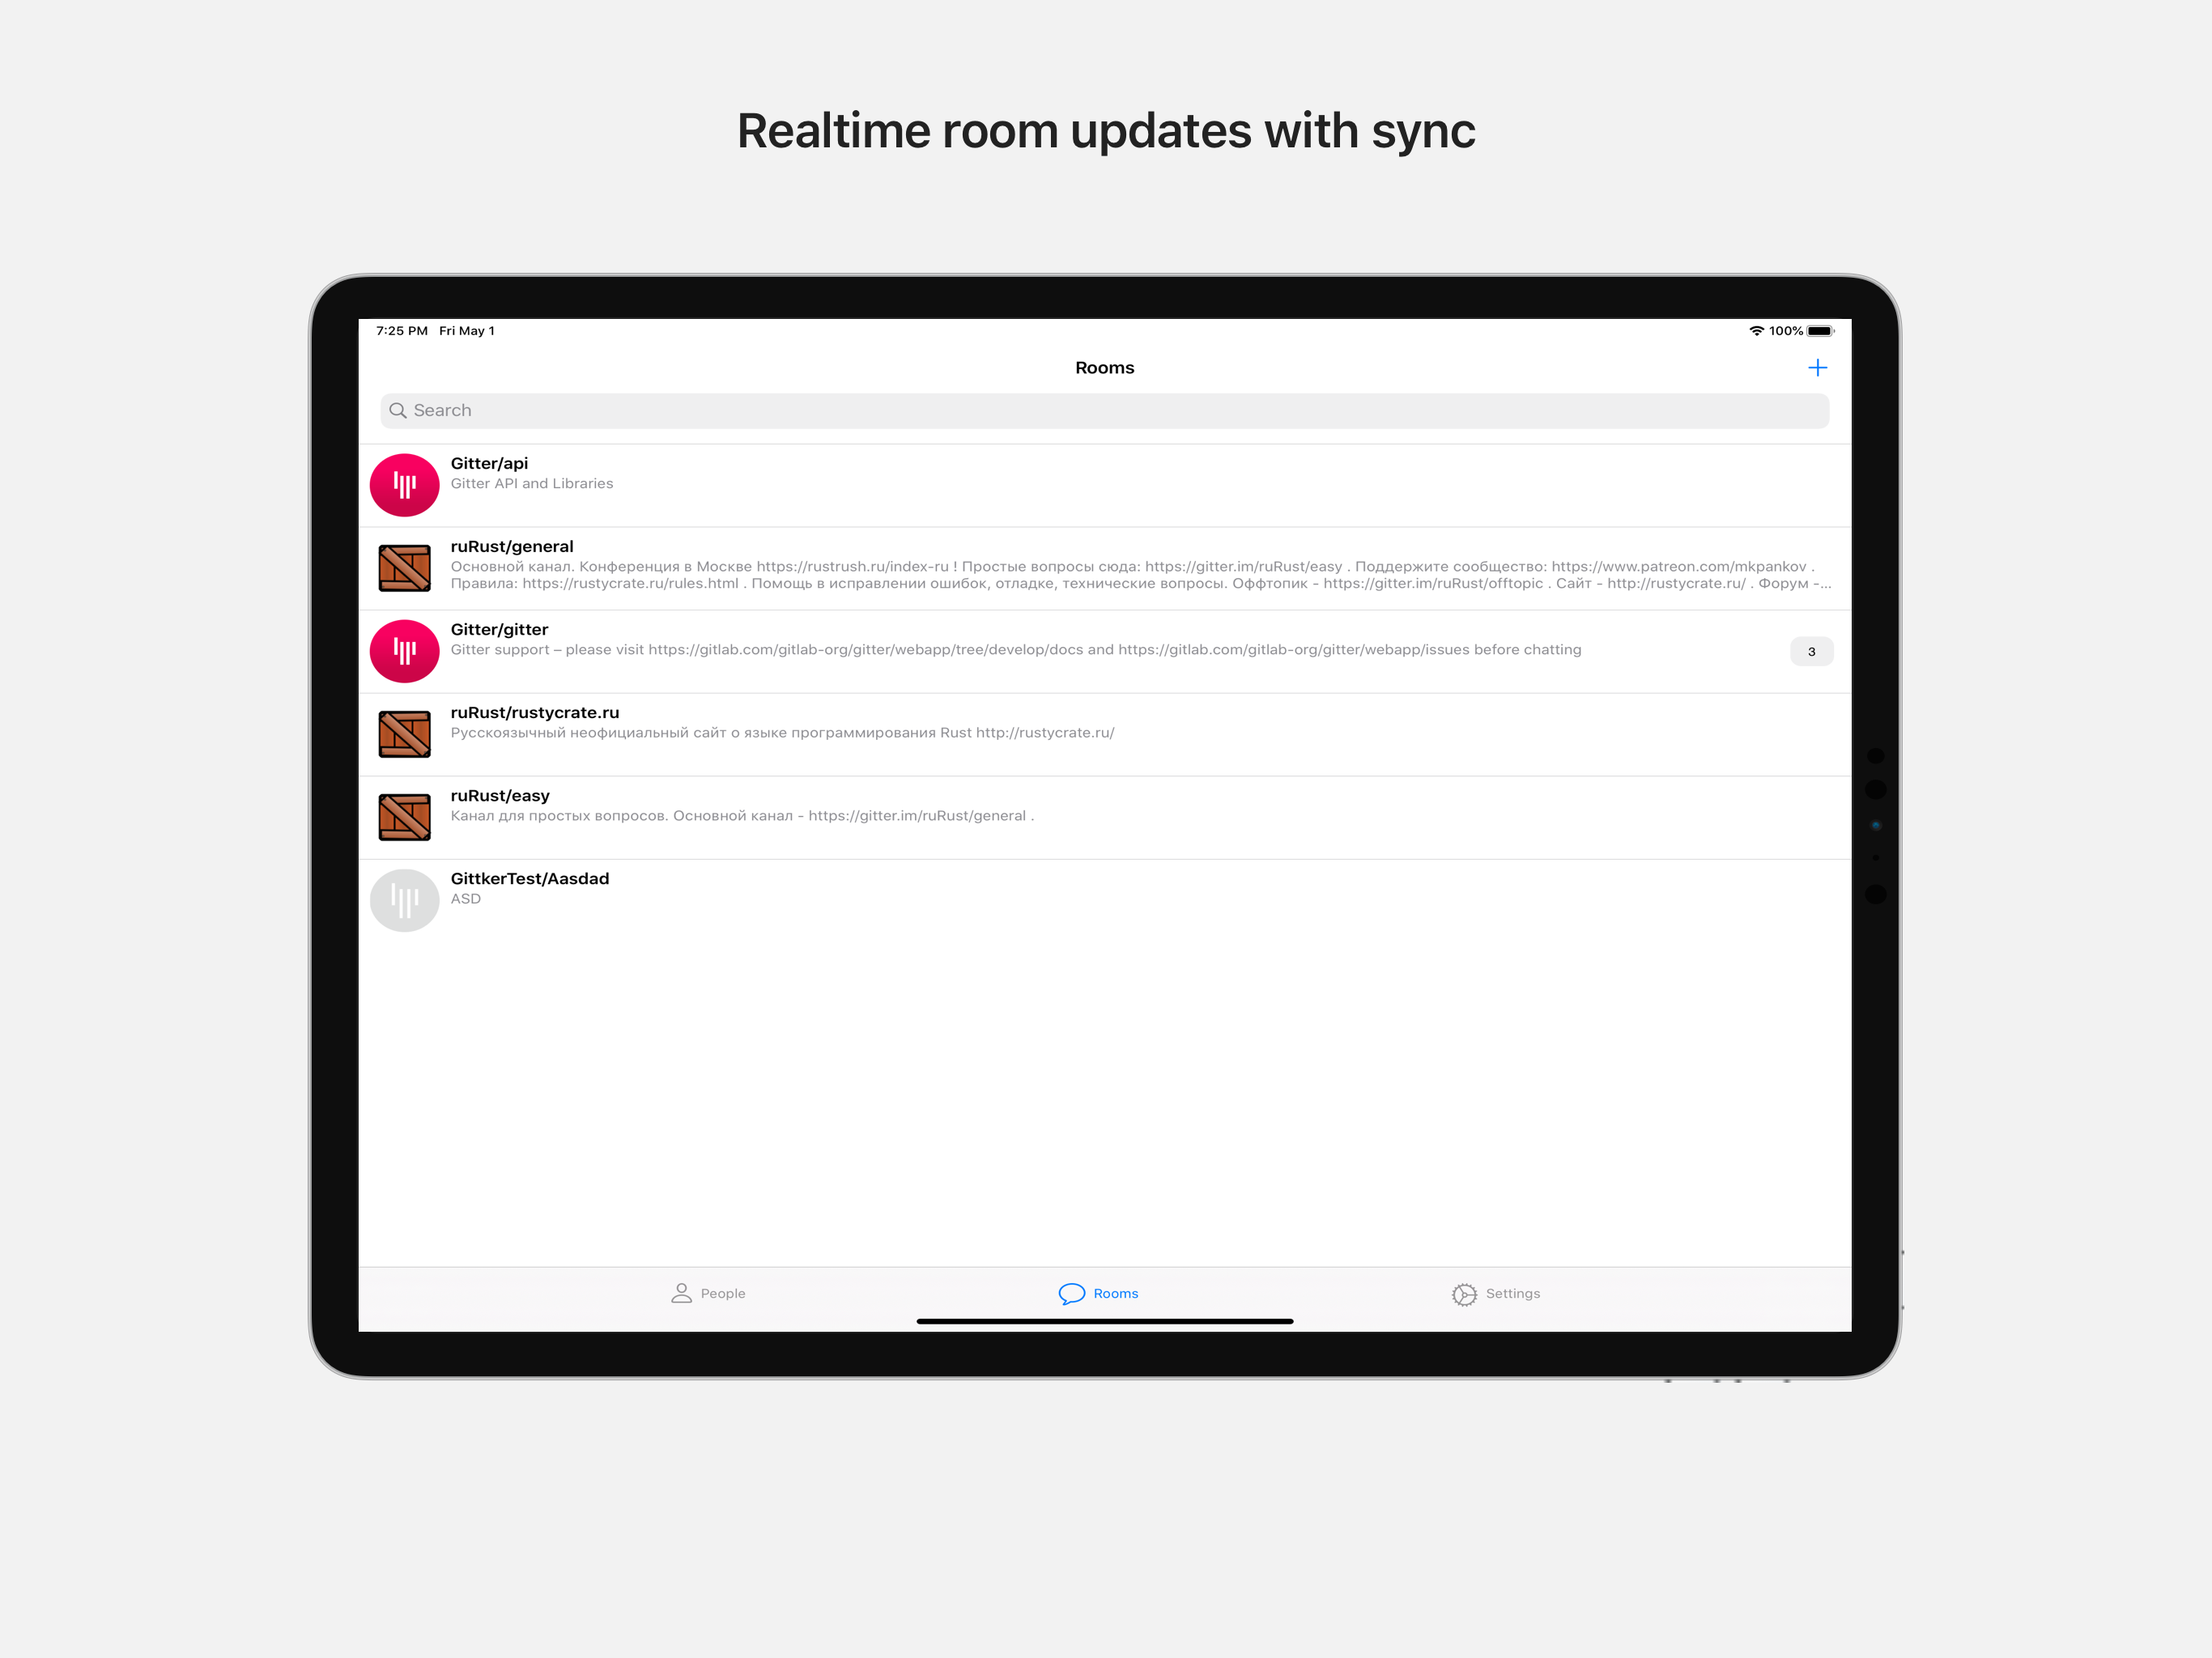 Realtime room updates with sync
7:25 PM Fri May 1
100%
Rooms
Search
Gitter/api
Gitter API and Libraries
ruRust/general
Основной канал. Конференция в Москве https://rustrush.ru/index-ru ! Простые вопросы сюда: https://gitter.im/ruRust/easy . Поддержите сообщество: https://www.patreon.com/mkpankov .
Правила: https://rustycrate.ru/rules.html . Помощь в исправлении ошибок, отладке, технические вопросы. Оффтопик - https://gitter.im/ruRust/offtopic . Сайт - http://rustycrate.ru/ . Форум -...
Gitter/gitter
Gitter support – please visit https://gitlab.com/gitlab-org/gitter/webapp/tree/develop/docs and https://gitlab.com/gitlab-org/gitter/webapp/issues before chatting
3
ruRust/rustycrate.ru
Русскоязычный неофициальный сайт о языке программирования Rust http://rustycrate.ru/
ruRust/easy
Канал для простых вопросов. Основной канал - https://gitter.im/ruRust/general .
GittkerTest/Aasdad
ASD
People
Rooms
Settings